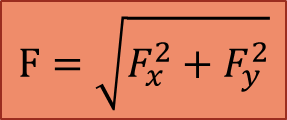 F = √(F_x^2 + F_y^2)